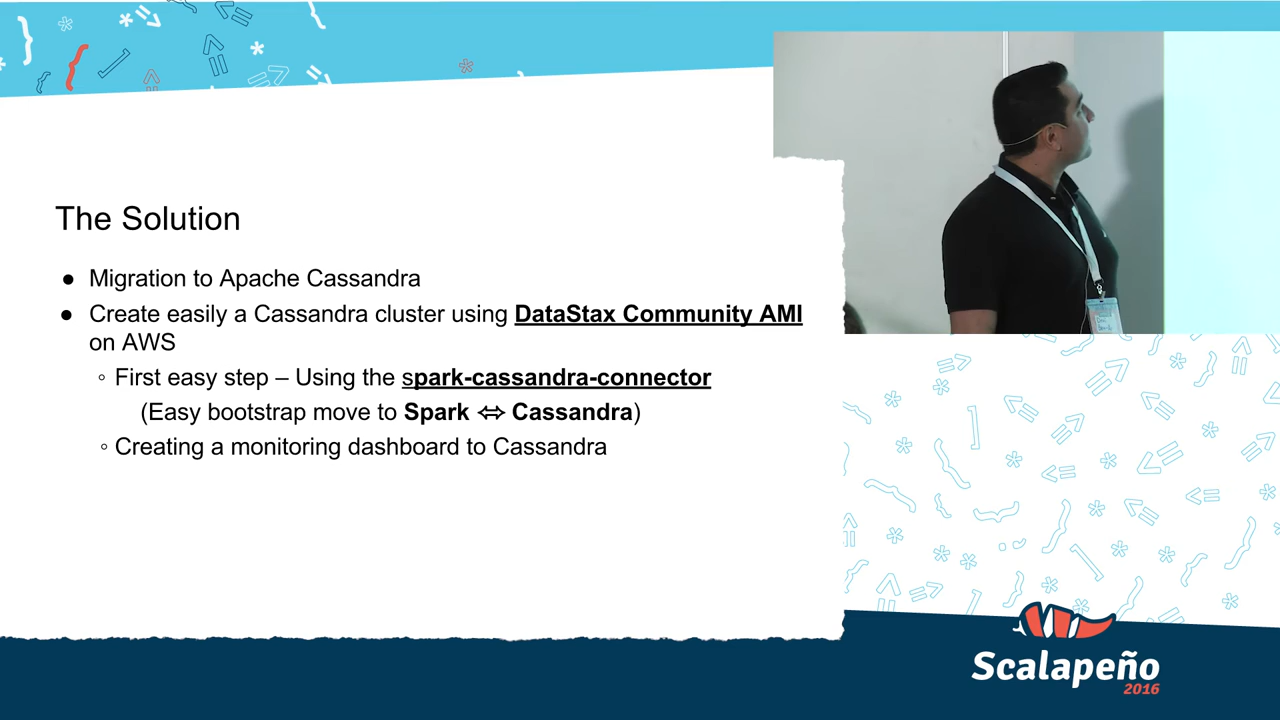 The Solution
● Migration to Apache Cassandra
● Create easily a Cassandra cluster using DataStax Community AMI
on AWS
◦ First easy step – Using the spark-cassandra-connector
(Easy bootstrap move to Spark ⇔ Cassandra)
◦ Creating a monitoring dashboard to Cassandra
Scalapeño
2016